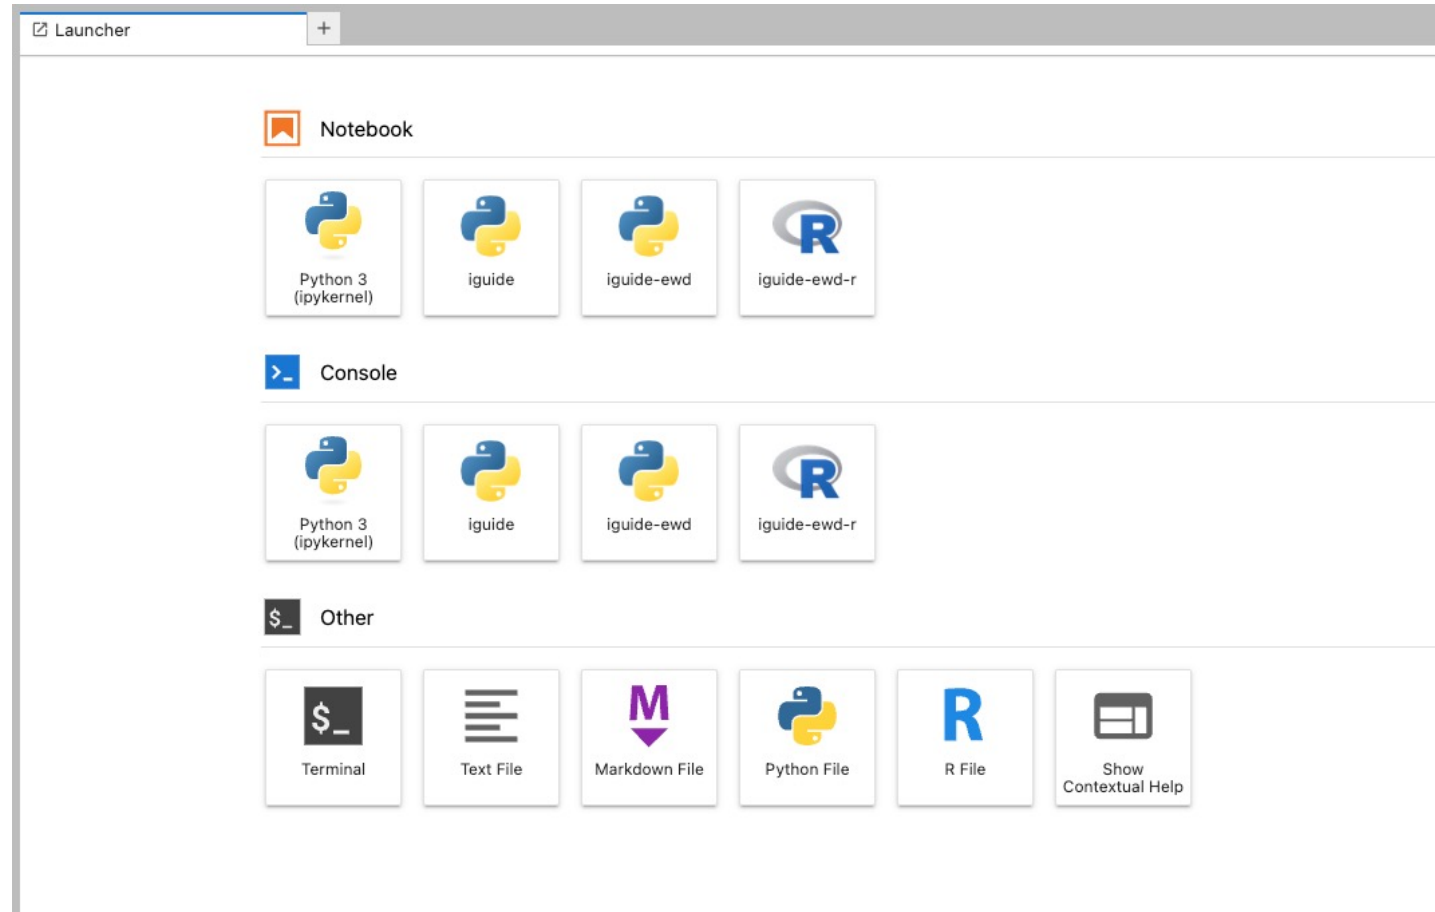 Launcher
+
Notebook
Python 3
(ipykernel)
iguide
iguide-ewd
R
iguide-ewd-r
>_ Console
Python 3
(ipykernel)
iguide
iguide-ewd
R
iguide-ewd-r
$_ Other
$_
Terminal
Text File
M
Markdown File
Python File
R
R File
Show
Contextual Help